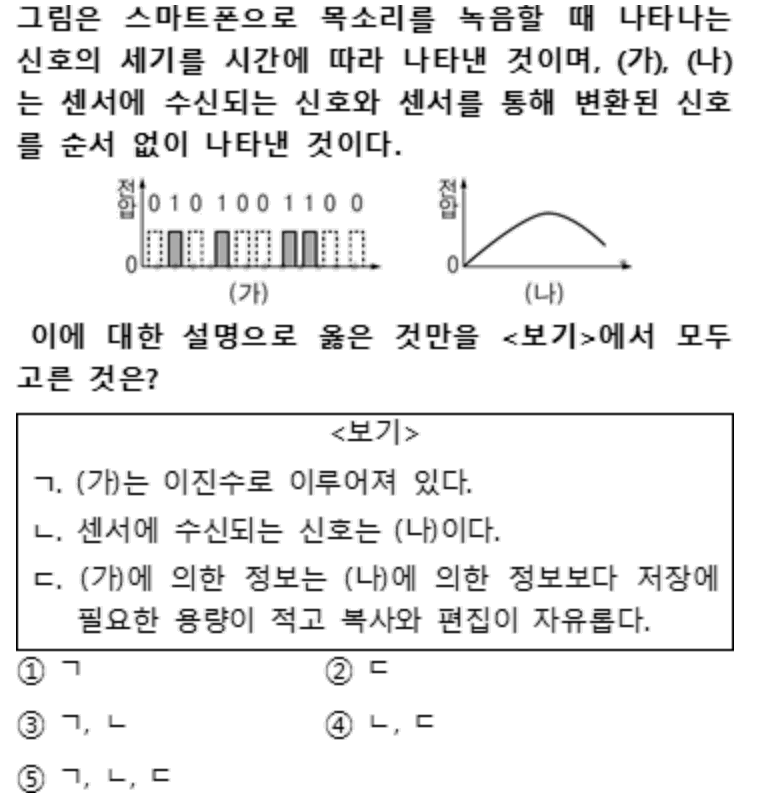 그림은 스마트폰으로 목소리를 녹음할 때 나타나는
신호의 세기를 시간에 따라 나타낸 것이며, (가), (나)
는 센서에 수신되는 신호와 센서를 통해 변환된 신호
를 순서 없이 나타낸 것이다.
전압 0 1 0 1 0 0 1 1 0 0
0
(가)
전압
0
(나)
이에 대한 설명으로 옳은 것만을 <보기>에서 모두
고른 것은?
<보기>
ㄱ. (가)는 이진수로 이루어져 있다.
ㄴ. 센서에 수신되는 신호는 (나)이다.
ㄷ. (가)에 의한 정보는 (나)에 의한 정보보다 저장에
필요한 용량이 적고 복사와 편집이 자유롭다.
① ㄱ ② ㄷ
③ ㄱ, ㄴ ④ ㄴ, ㄷ
⑤ ㄱ, ㄴ, ㄷ